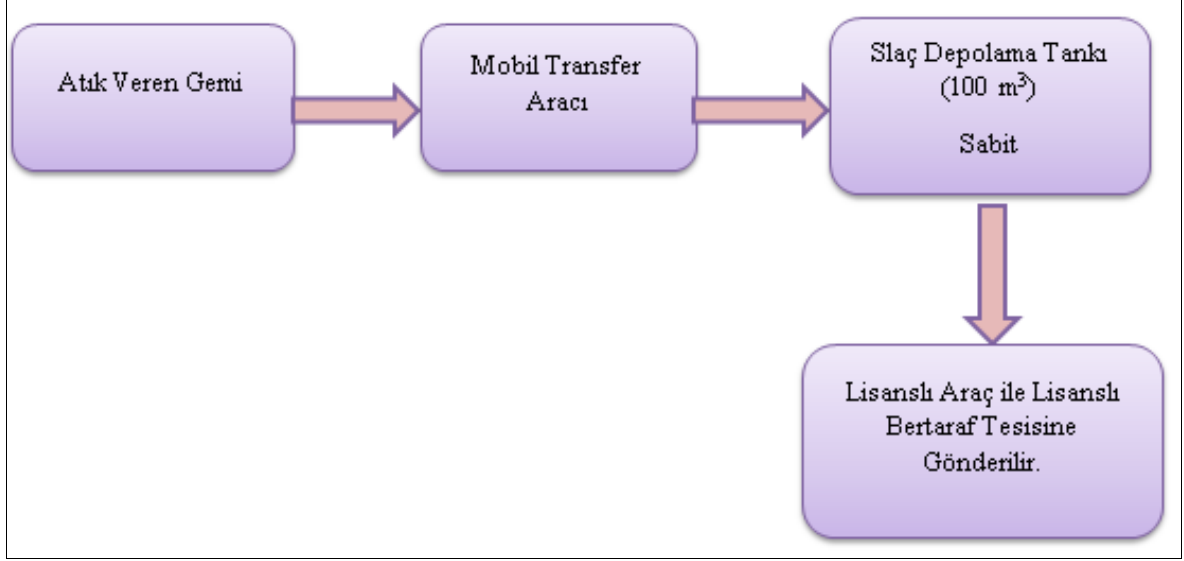 Atık Veren Gemi
Mobil Transfer
Aracı
Slaç Depolama Tankı
(100 m³)
Sabit
Lisanslı Araç ile Lisanslı
Bertaraf Tesisine
Gönderilir.